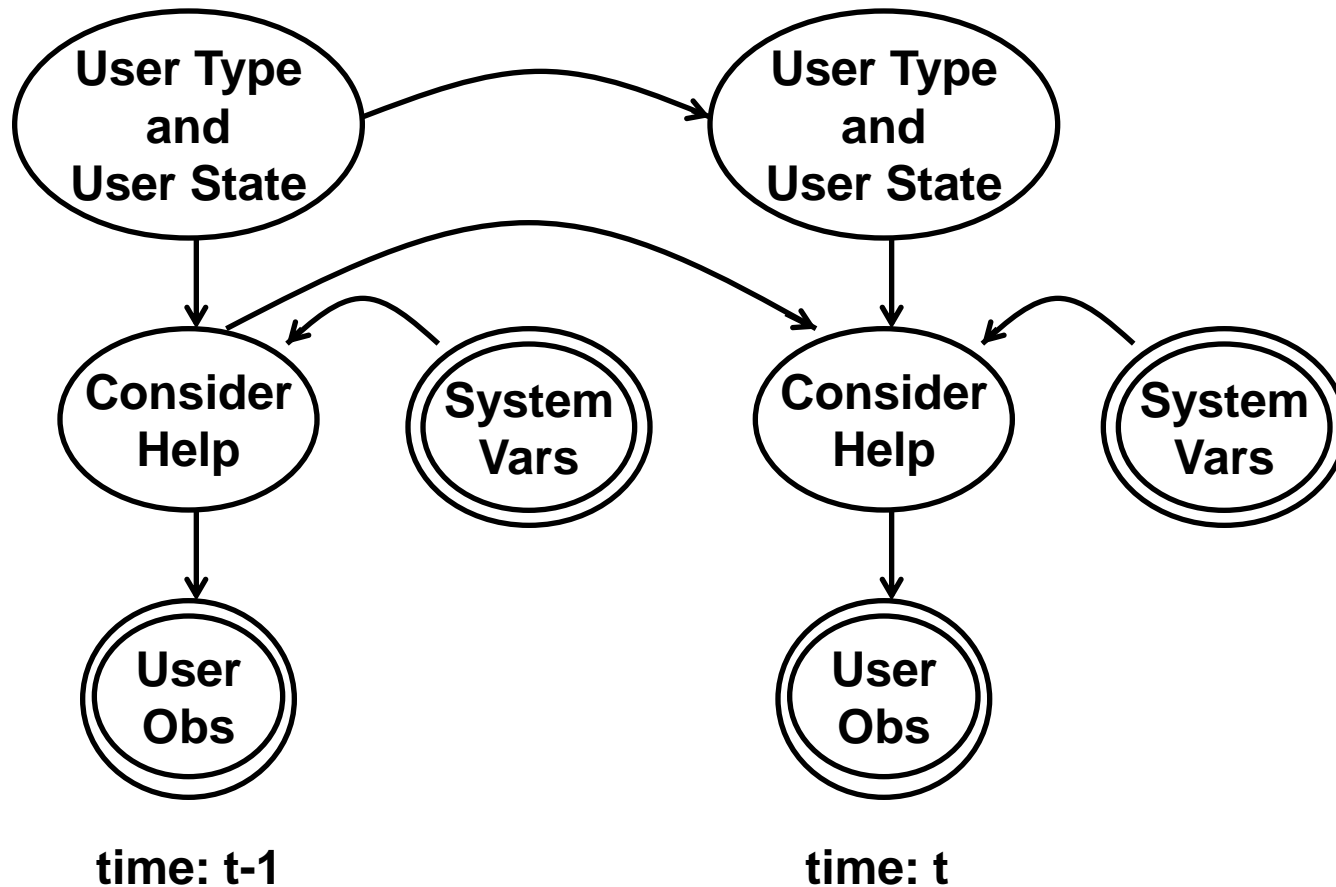 User Type
and
User State
User Type
and
User State
Consider
Help
System
Vars
Consider
Help
System
Vars
User
Obs
User
Obs
time: t-1
time: t